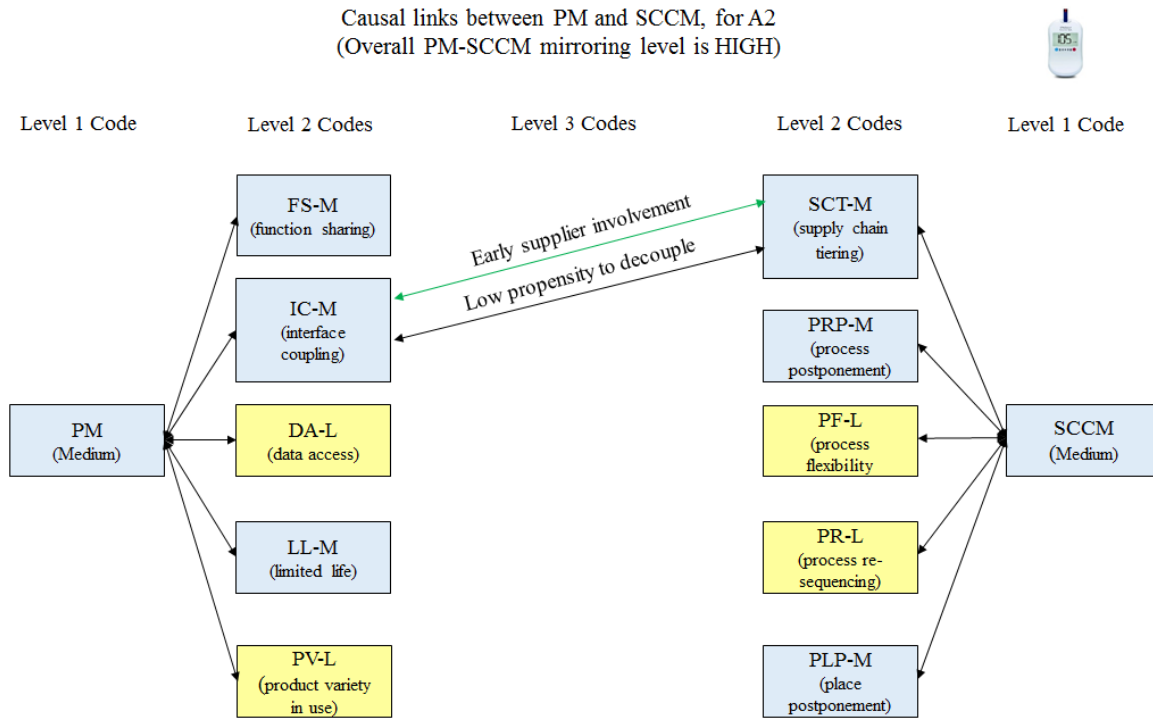 Causal links between PM and SCCM, for A2
(Overall PM-SCCM mirroring level is HIGH)
105
Level 1 Code
Level 2 Codes
Level 3 Codes
Level 2 Codes
Level 1 Code
FS-M
(function sharing)
IC-M
(interface
coupling)
DA-L
(data access)
LL-M
(limited life)
PV-L
(product variety
in use)
PM
(Medium)
Early supplier involvement
Low propensity to decouple
SCT-M
(supply chain
tiering)
PRP-M
(process
postponement)
PF-L
(process
flexibility
PR-L
(process re-
sequencing)
PLP-M
(place
postponement)
SCCM
(Medium)